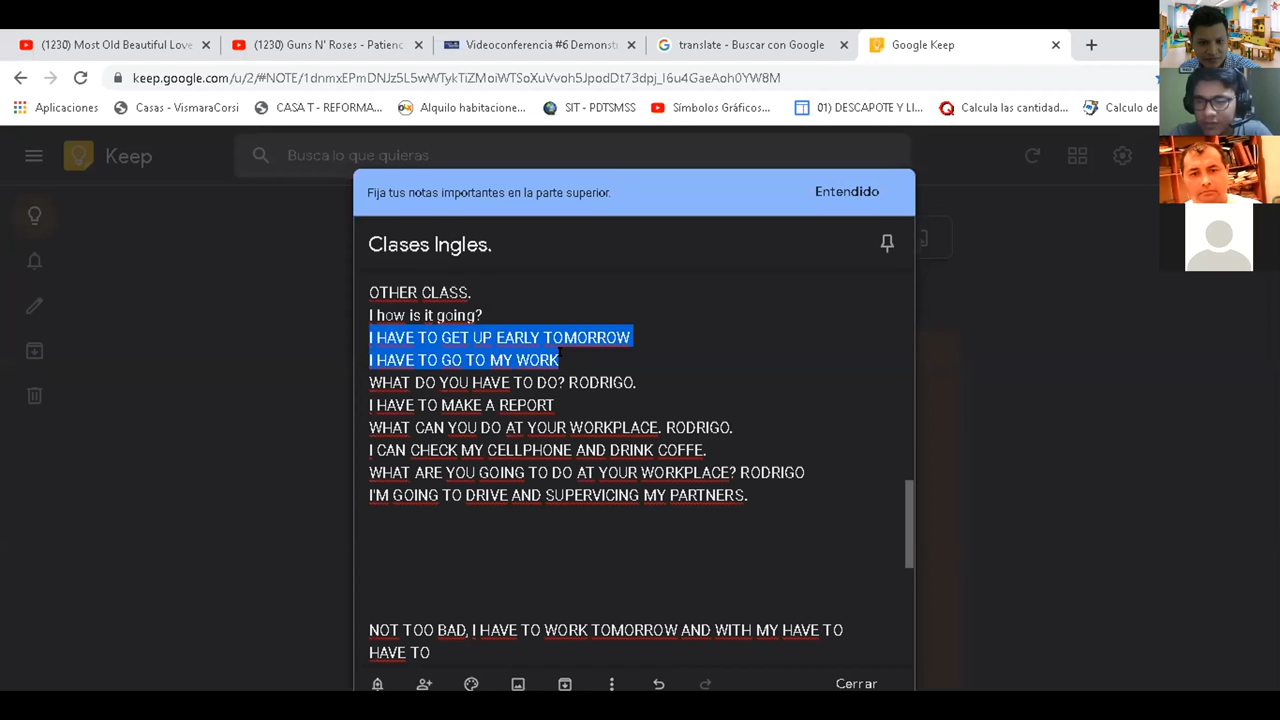 (1230) Most Old Beautiful Love
(1230) Guns N' Roses - Patienc
Videoconferencia #6 Demonst
translate - Buscar con Google
Google Keep
keep.google.com/u/2/#NOTE/1dnmxEPmDNJz5L5wWTykTiZMoiWTSoXuVvoh5JpodDt73dpj_I6u4GaeAoh0YW8M
Aplicaciones
Casas - VismaraCorsi
CASA T - REFORMA...
Alquilo habitacione...
SIT - PDTSMSS
Símbolos Gráficos...
01) DESCAPOTE Y LI...
Calcula las cantidad...
Calculo de
Keep
Busca lo que quieras
Fija tus notas importantes en la parte superior.
Entendido
Clases Ingles.
OTHER CLASS.
I how is it going?
I HAVE TO GET UP EARLY TOMORROW
I HAVE TO GO TO MY WORK
WHAT DO YOU HAVE TO DO? RODRIGO.
I HAVE TO MAKE A REPORT
WHAT CAN YOU DO AT YOUR WORKPLACE. RODRIGO.
I CAN CHECK MY CELLPHONE AND DRINK COFFE.
WHAT ARE YOU GOING TO DO AT YOUR WORKPLACE? RODRIGO
I'M GOING TO DRIVE AND SUPERVICING MY PARTNERS.
NOT TOO BAD, I HAVE TO WORK TOMORROW AND WITH MY HAVE TO
HAVE TO
Cerrar